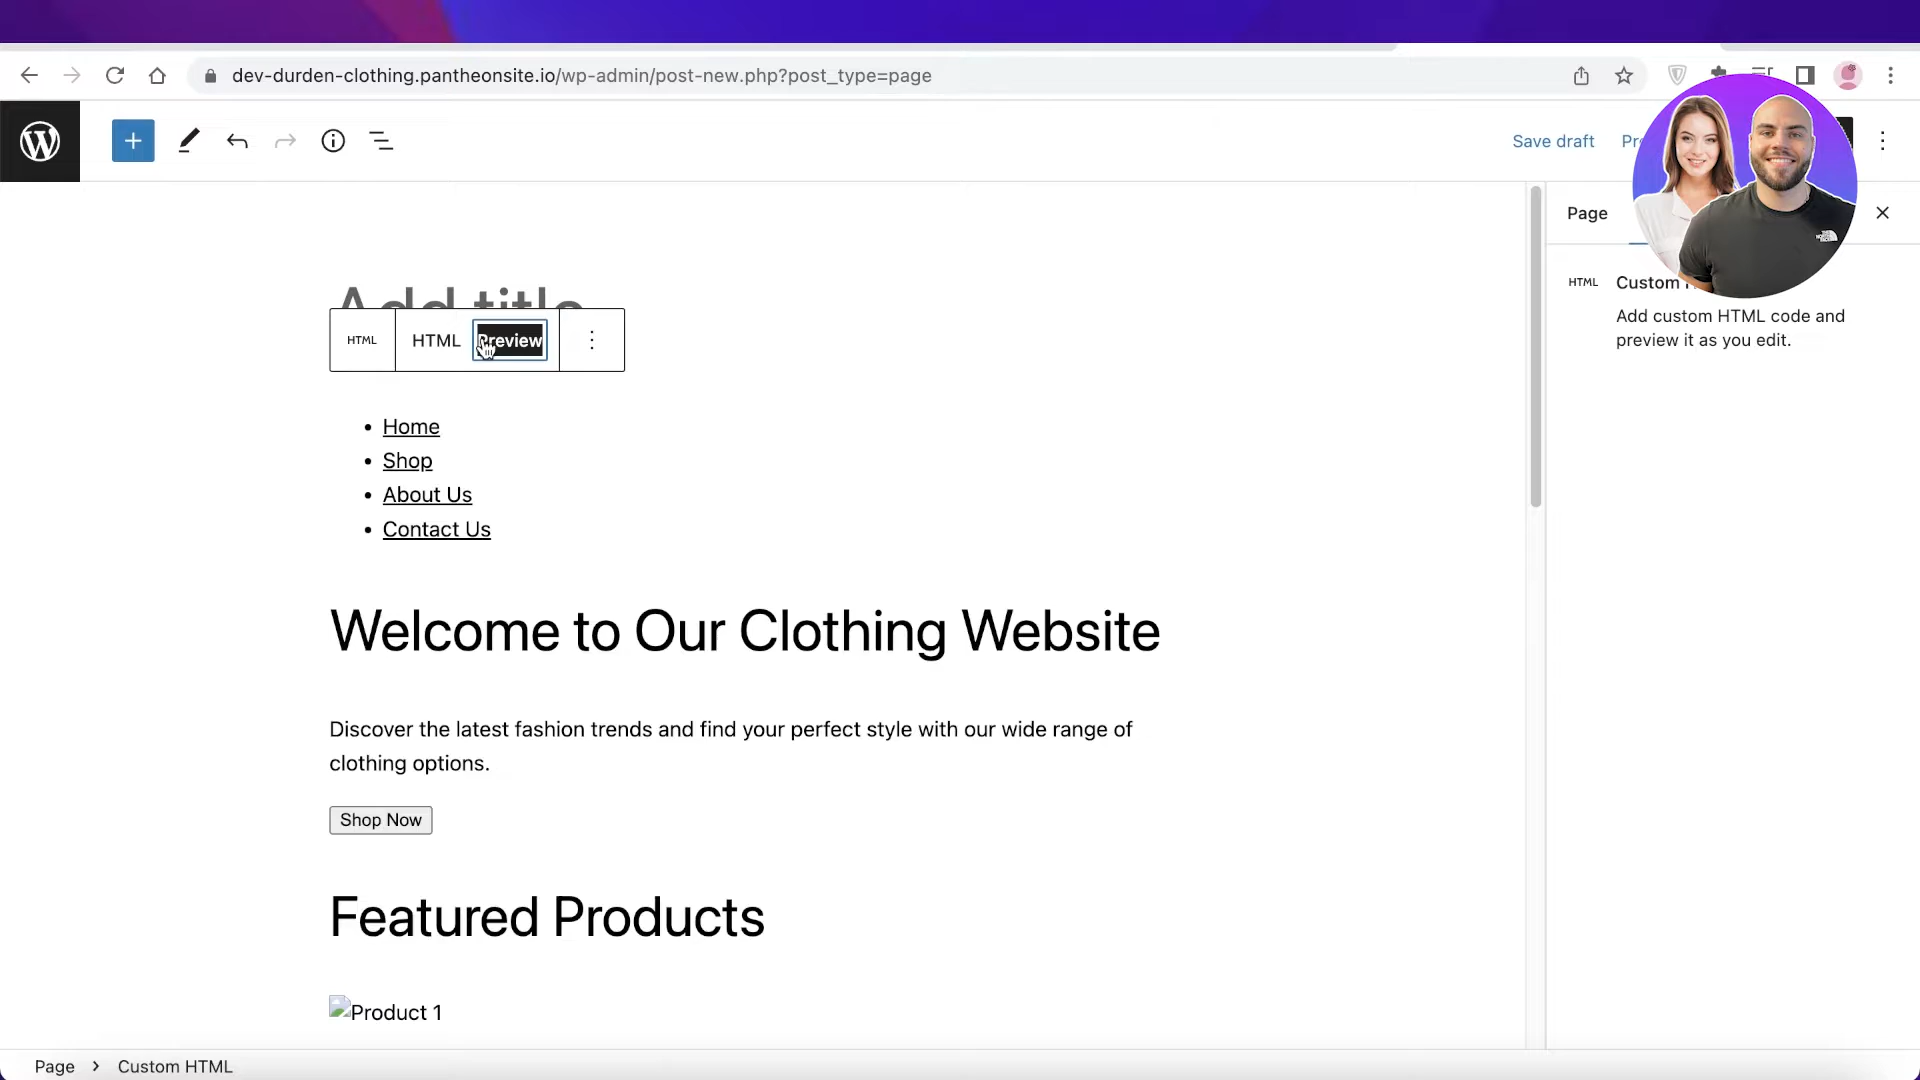 dev-durden-clothing.pantheonsite.io/wp-admin/post-new.php?post_type=page
Save draft
Page
Add title
HTML
HTML
Preview
HTML
Add custom HTML code and
preview it as you edit.
Home
Shop
About Us
Contact Us
Welcome to Our Clothing Website
Discover the latest fashion trends and find your perfect style with our wide range of
clothing options.
Shop Now
Featured Products
Product 1
Page
Custom HTML